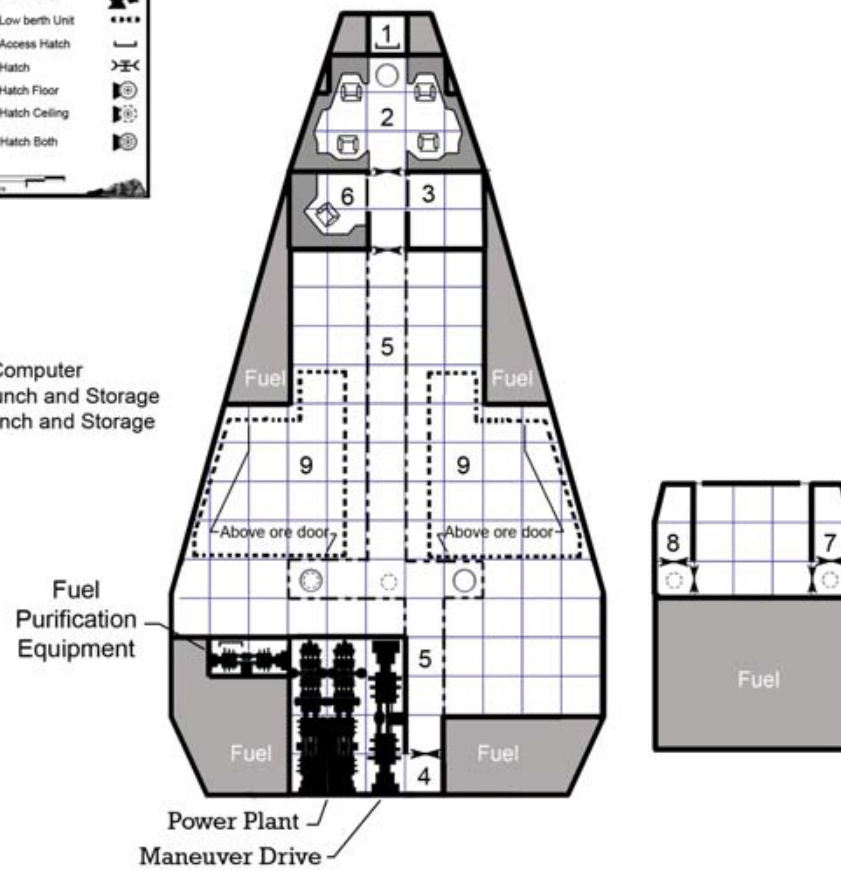 Low berth Unit
Access Hatch
Hatch
Hatch Floor
Hatch Ceiling
Hatch Both
1
2
6
3
Computer
unch and Storage
nch and Storage
5
Fuel
Fuel
9
9
Above ore door
Above ore door
8
7
Fuel
Purification
Equipment
5
Fuel
Fuel
Fuel
4
Power Plant
Maneuver Drive